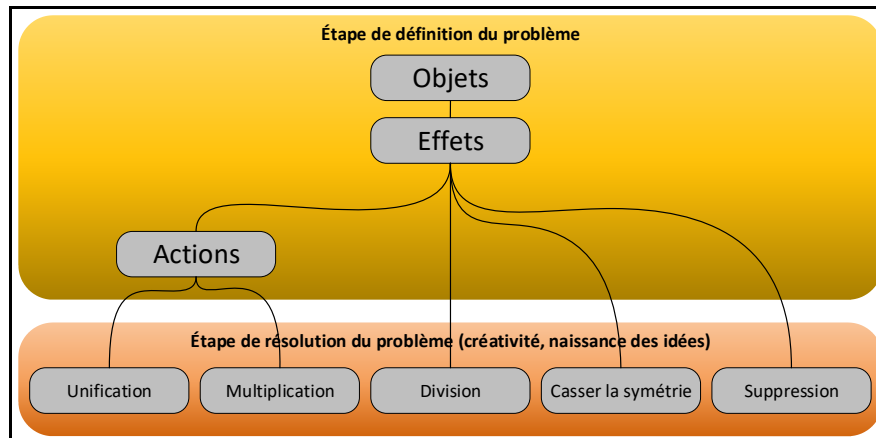 Étape de définition du problème
Objets
Effets
Actions
Étape de résolution du problème (créativité, naissance des idées)
Unification
Multiplication
Division
Casser la symétrie
Suppression